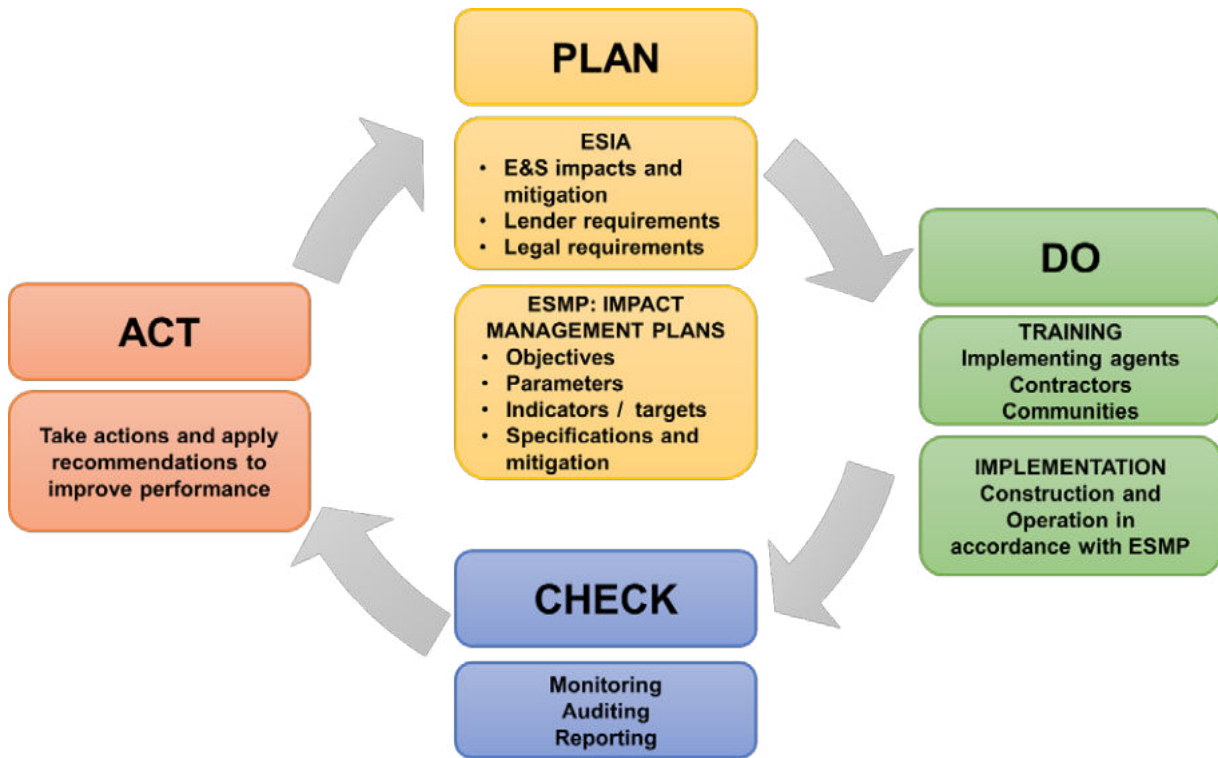 PLAN
ESIA
• E&S impacts and
mitigation
• Lender requirements
• Legal requirements
ESMP: IMPACT
MANAGEMENT PLANS
• Objectives
• Parameters
• Indicators / targets
• Specifications and
mitigation
DO
TRAINING
Implementing agents
Contractors
Communities
IMPLEMENTATION
Construction and
Operation in
accordance with ESMP
CHECK
Monitoring
Auditing
Reporting
ACT
Take actions and apply
recommendations to
improve performance